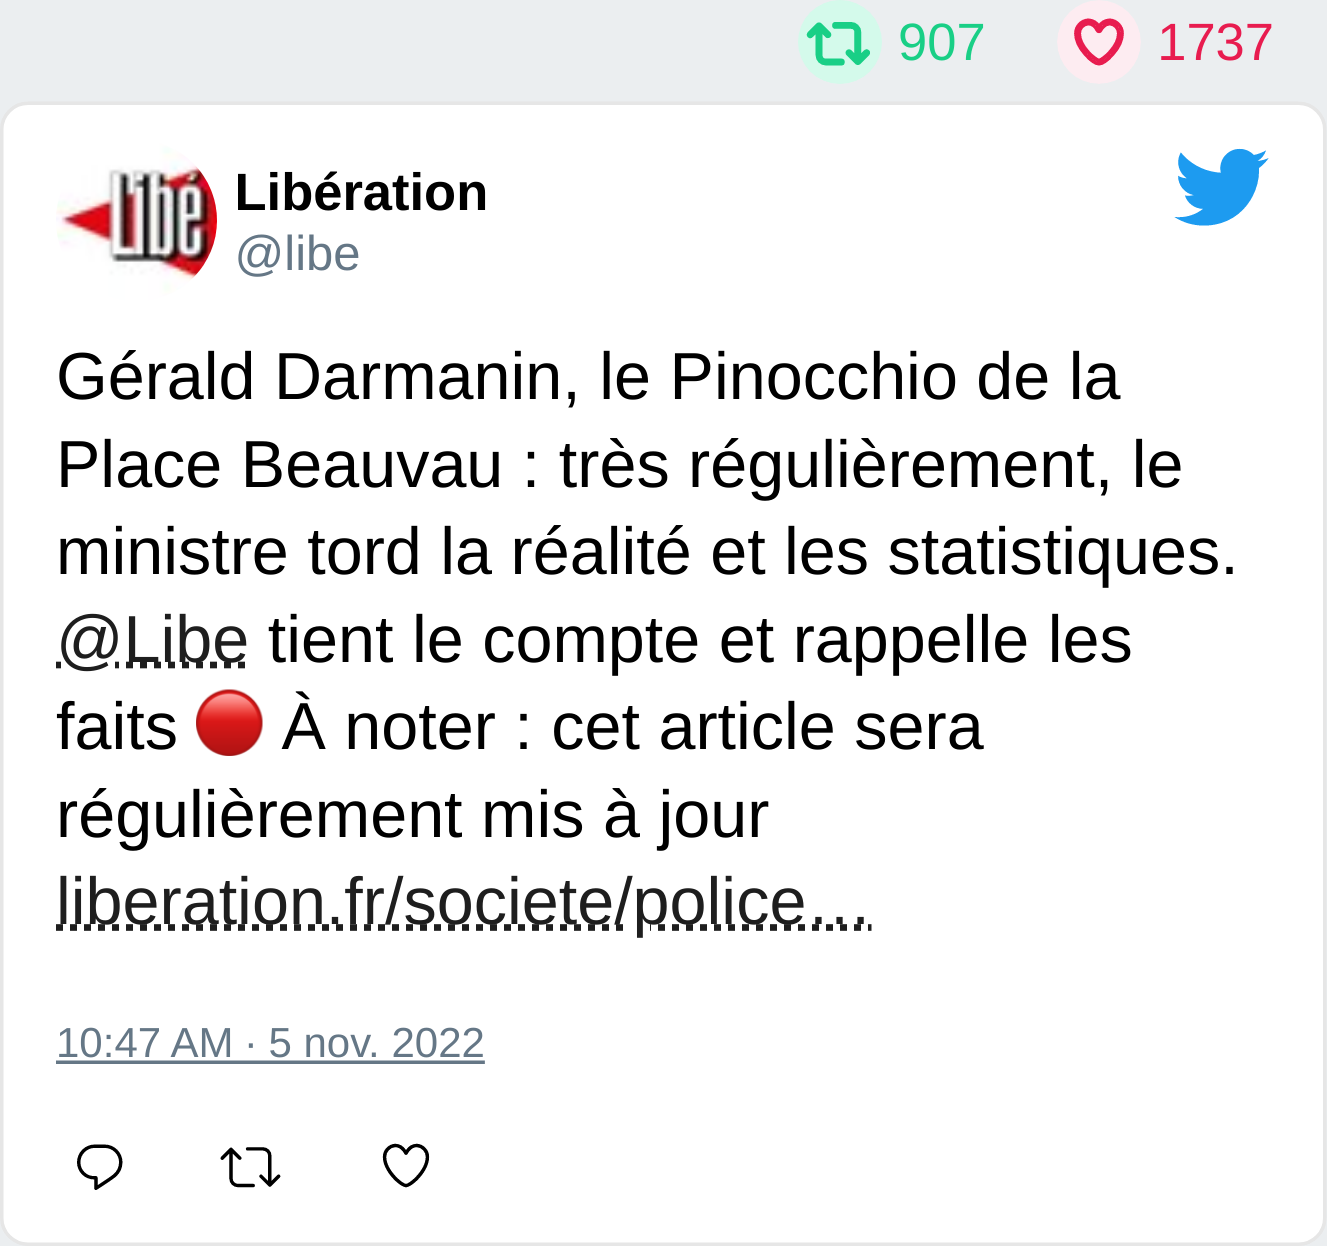 907 1737
Libé
Libération
@libe
Gérald Darmanin, le Pinocchio de la
Place Beauvau : très régulièrement, le
ministre tord la réalité et les statistiques.
@Libe tient le compte et rappelle les
faits 🔴 À noter : cet article sera
régulièrement mis à jour
liberation.fr/societe/police…
10:47 AM · 5 nov. 2022